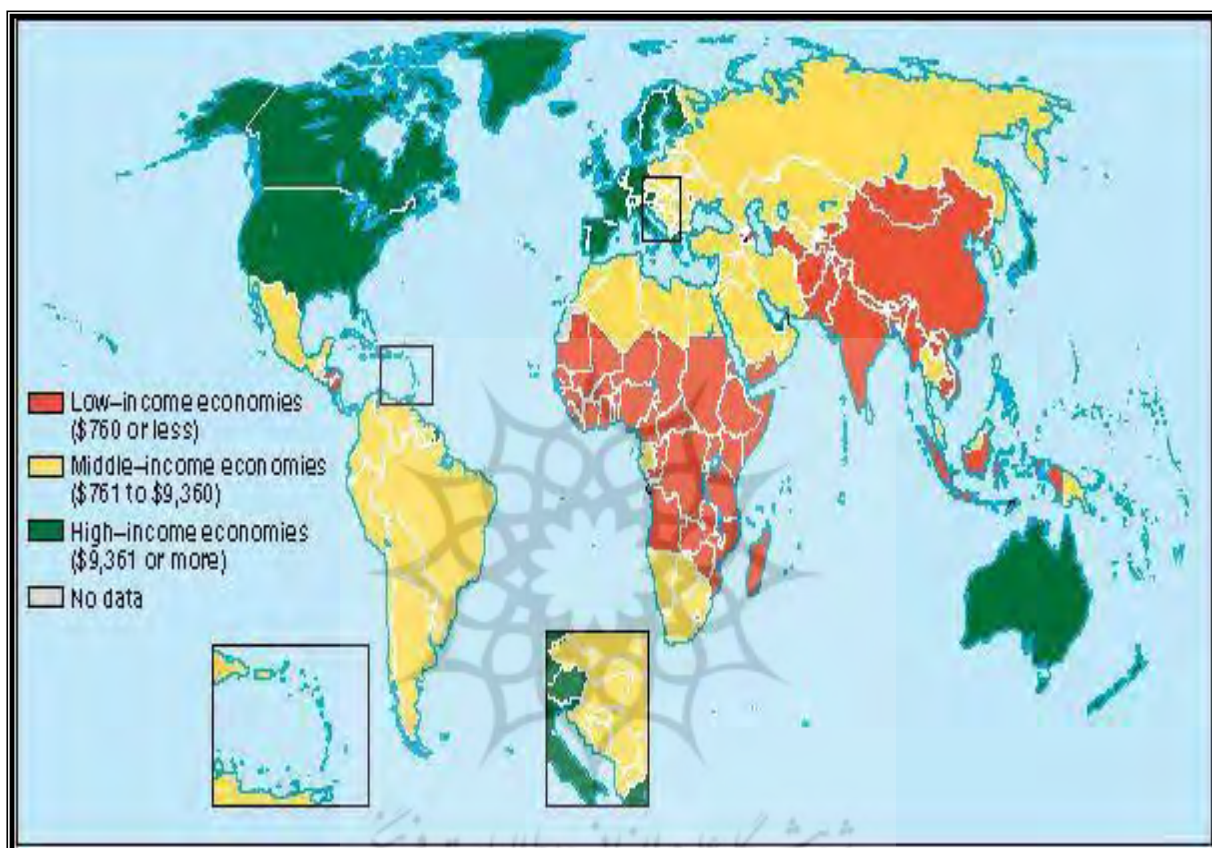 Low–income economies
($760 or less)
Middle–income economies
($761 to $9,360)
High–income economies
($9,361 or more)
No data